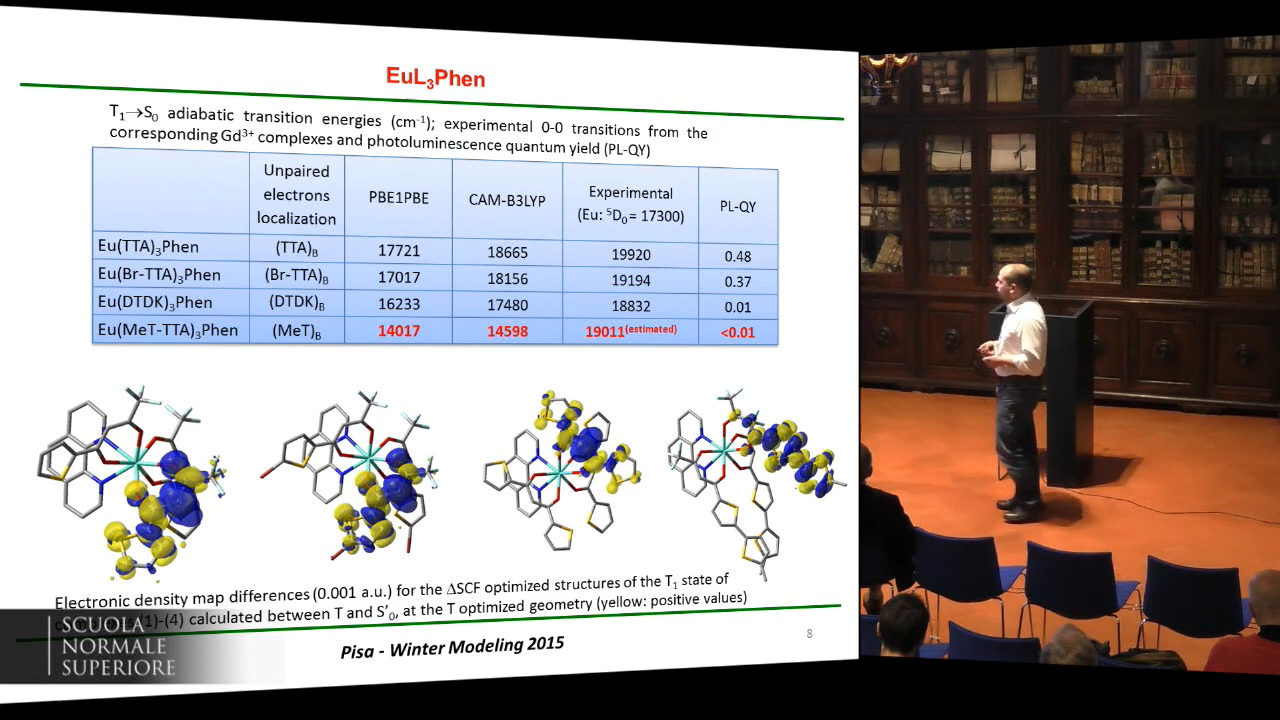 EuL₃Phen
T₁→S₀ adiabatic transition energies (cm⁻¹); experimental 0-0 transitions from the
corresponding Gd³⁺ complexes and photoluminescence quantum yield (PL-QY)
Unpaired electrons localization PBE1PBE CAM-B3LYP Experimental (Eu: ⁵D₀ = 17300) PL-QY
Eu(TTA)₃Phen (TTA)B 17721 18665 19920 0.48
Eu(Br-TTA)₃Phen (Br-TTA)B 17017 18156 19194 0.37
Eu(DTDK)₃Phen (DTDK)B 16233 17480 18832 0.01
Eu(MeT-TTA)₃Phen (MeT)B 14017 14598 19011(estimated) <0.01
Electronic density map differences (0.001 a.u.) for the ΔSCF optimized structures of the T₁ state of
(1)-(4) calculated between T and S'₀, at the T optimized geometry (yellow: positive values)
Pisa - Winter Modeling 2015
8
SCUOLA
NORMALE
SUPERIORE